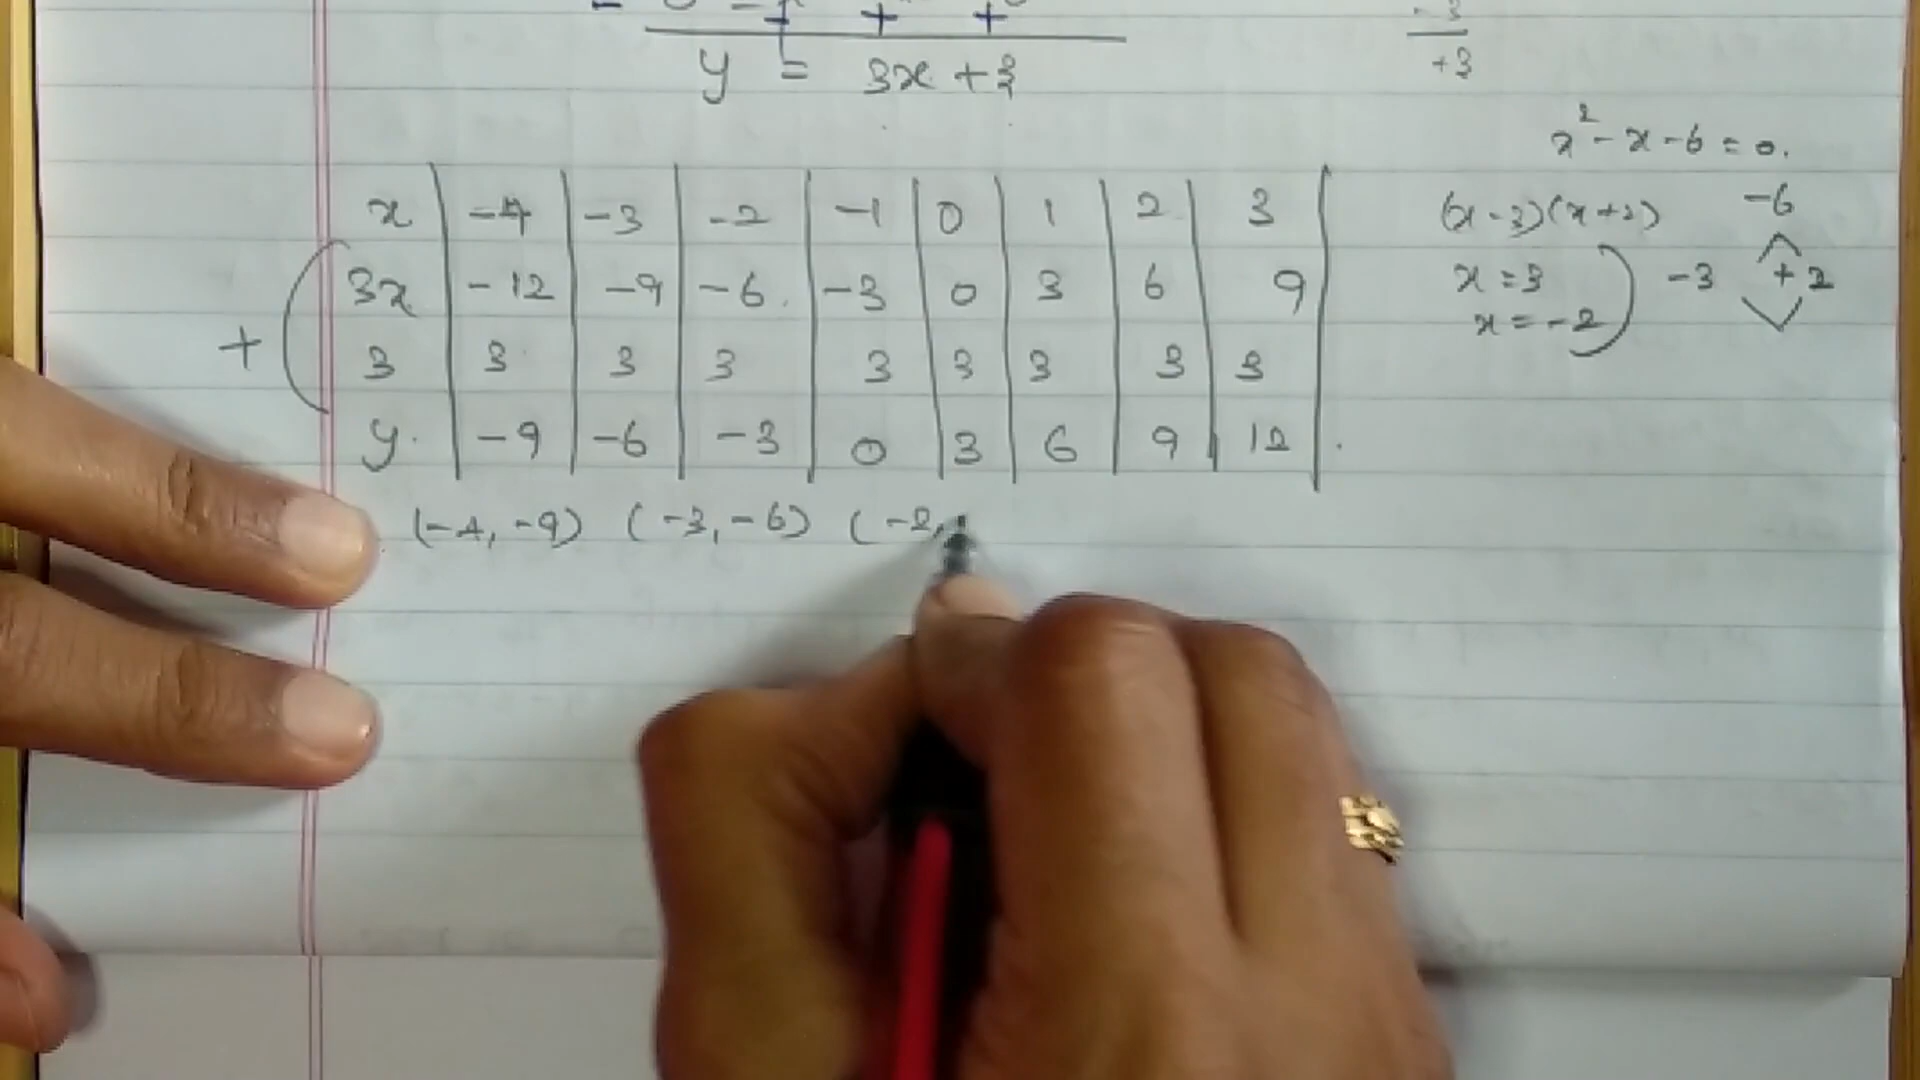 y = 3x + 3
+3
x² - x - 6 = 0.
x | -4 | -3 | -2 | -1 | 0 | 1 | 2 | 3
3x | -12 | -9 | -6 | -3 | 0 | 3 | 6 | 9
+ 3 | 3 | 3 | 3 | 3 | 3 | 3 | 3 | 3
y | -9 | -6 | -3 | 0 | 3 | 6 | 9 | 12
(-4, -9) (-3, -6) (-2,
(x - 3)(x + 2)
-6
x = 3
x = -2
-3 +2